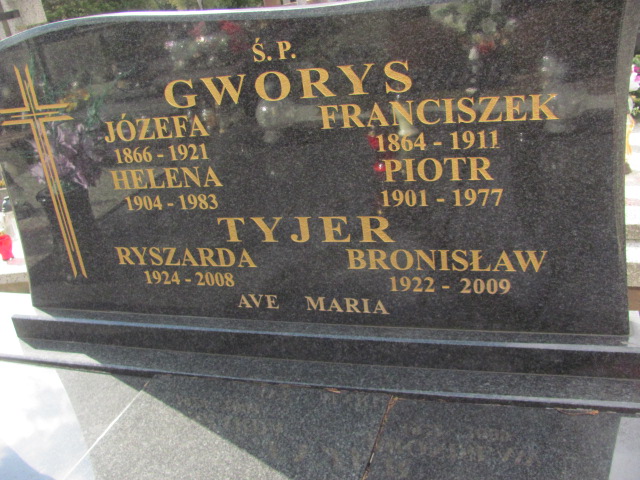 Ś. P.
GWORYS
JÓZEFA FRANCISZEK
1866 - 1921 1864 - 1911
HELENA PIOTR
1904 - 1983 1901 - 1977
TYJER
RYSZARDA BRONISŁAW
1924 - 2008 1922 - 2009
AVE MARIA